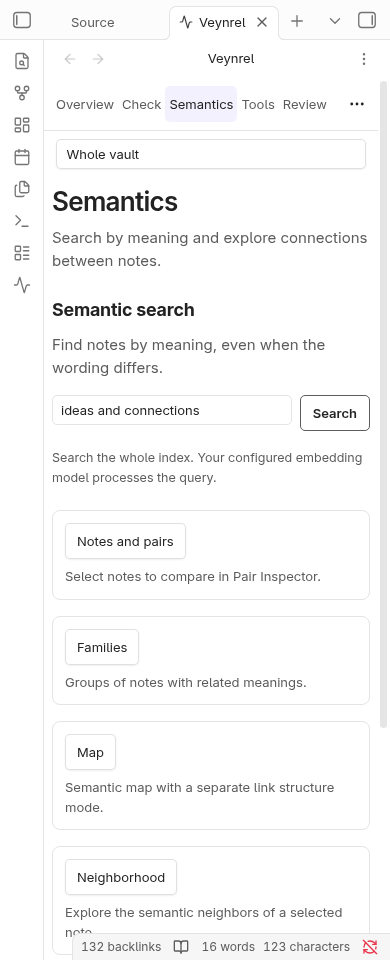 Source
Veynrel
Veynrel
Overview Check Semantics Tools Review
Whole vault
Semantics
Search by meaning and explore connections
between notes.
Semantic search
Find notes by meaning, even when the
wording differs.
ideas and connections
Search
Search the whole index. Your configured embedding
model processes the query.
Notes and pairs
Select notes to compare in Pair Inspector.
Families
Groups of notes with related meanings.
Map
Semantic map with a separate link structure
mode.
Neighborhood
Explore the semantic neighbors of a selected
note.
132 backlinks 16 words 123 characters